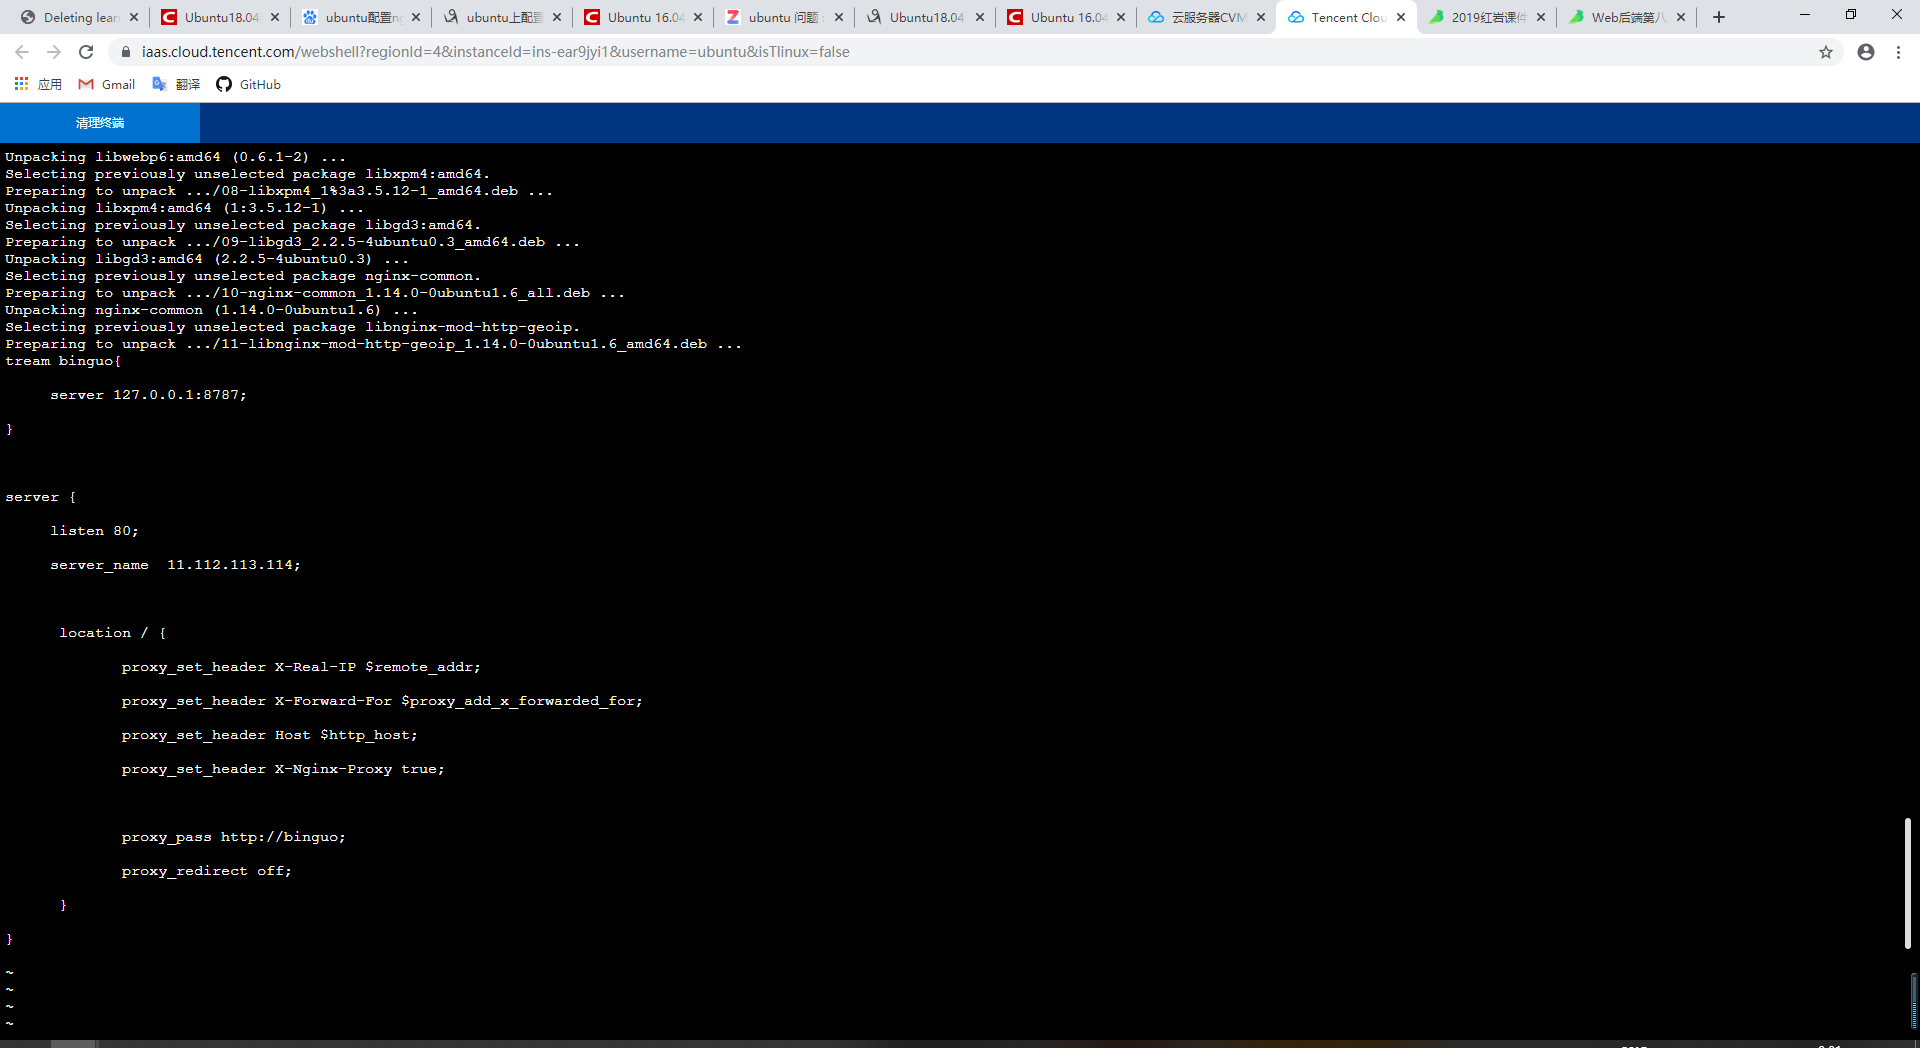 Deleting lear
Ubuntu18.04
ubuntu配置ng
ubuntu上配置
Ubuntu 16.04
ubuntu 问题
Ubuntu18.04
Ubuntu 16.04
云服务器CVM
Tencent Clou
2019红岩课件
Web后端第八
iaas.cloud.tencent.com/webshell?regionId=4&instanceId=ins-ear9jyi1&username=ubuntu&isTlinux=false
应用 Gmail 翻译 GitHub
清理终端
Unpacking libwebp6:amd64 (0.6.1-2) ...
Selecting previously unselected package libxpm4:amd64.
Preparing to unpack .../08-libxpm4_1%3a3.5.12-1_amd64.deb ...
Unpacking libxpm4:amd64 (1:3.5.12-1) ...
Selecting previously unselected package libgd3:amd64.
Preparing to unpack .../09-libgd3_2.2.5-4ubuntu0.3_amd64.deb ...
Unpacking libgd3:amd64 (2.2.5-4ubuntu0.3) ...
Selecting previously unselected package nginx-common.
Preparing to unpack .../10-nginx-common_1.14.0-0ubuntu1.6_all.deb ...
Unpacking nginx-common (1.14.0-0ubuntu1.6) ...
Selecting previously unselected package libnginx-mod-http-geoip.
Preparing to unpack .../11-libnginx-mod-http-geoip_1.14.0-0ubuntu1.6_amd64.deb ...
tream binguo{
server 127.0.0.1:8787;
}
server {
listen 80;
server_name  11.112.113.114;
location / {
proxy_set_header X-Real-IP $remote_addr;
proxy_set_header X-Forward-For $proxy_add_x_forwarded_for;
proxy_set_header Host $http_host;
proxy_set_header X-Nginx-Proxy true;
proxy_pass http://binguo;
proxy_redirect off;
}
}
~
~
~
~